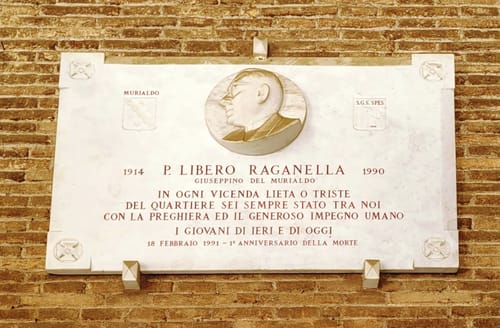 MURIALDO
S.G.S. SPES
1914 P. LIBERO RAGANELLA 1990
GIUSEPPINO DEL MURIALDO
IN OGNI VICENDA LIETA O TRISTE
DEL QUARTIERE SEI SEMPRE STATO TRA NOI
CON LA PREGHIERA ED IL GENEROSO IMPEGNO UMANO
I GIOVANI DI IERI E DI OGGI
18 FEBBRAIO 1991 - 1° ANNIVERSARIO DELLA MORTE